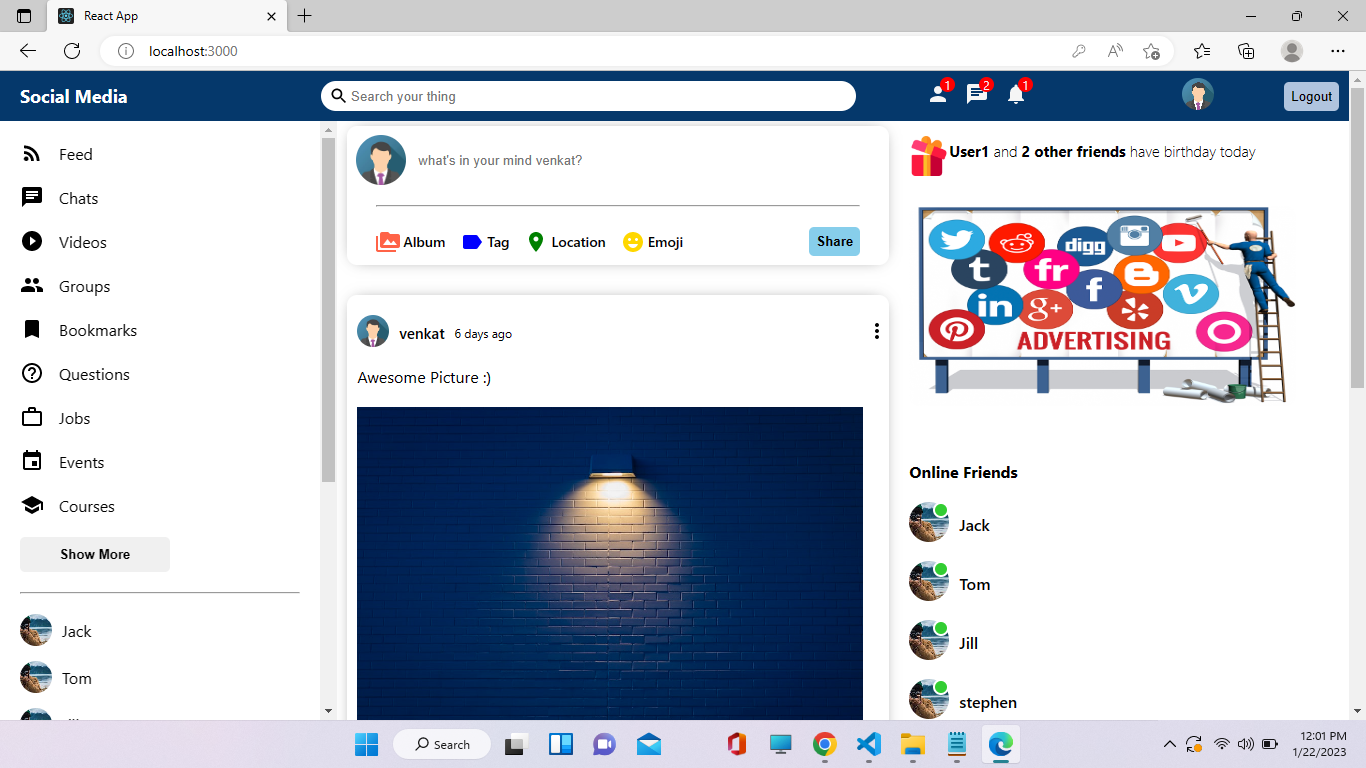 React App
localhost:3000
Social Media
Search your thing
1
2
1
Logout
Feed
Chats
Videos
Groups
Bookmarks
Questions
Jobs
Events
Courses
Show More
Jack
Tom
what's in your mind venkat?
Album Tag Location Emoji Share
venkat 6 days ago
Awesome Picture :)
User1 and 2 other friends have birthday today
digg
t
fr
f
in
g+
ADVERTISING
Online Friends
Jack
Tom
Jill
stephen
Search
12:01 PM
1/22/2023